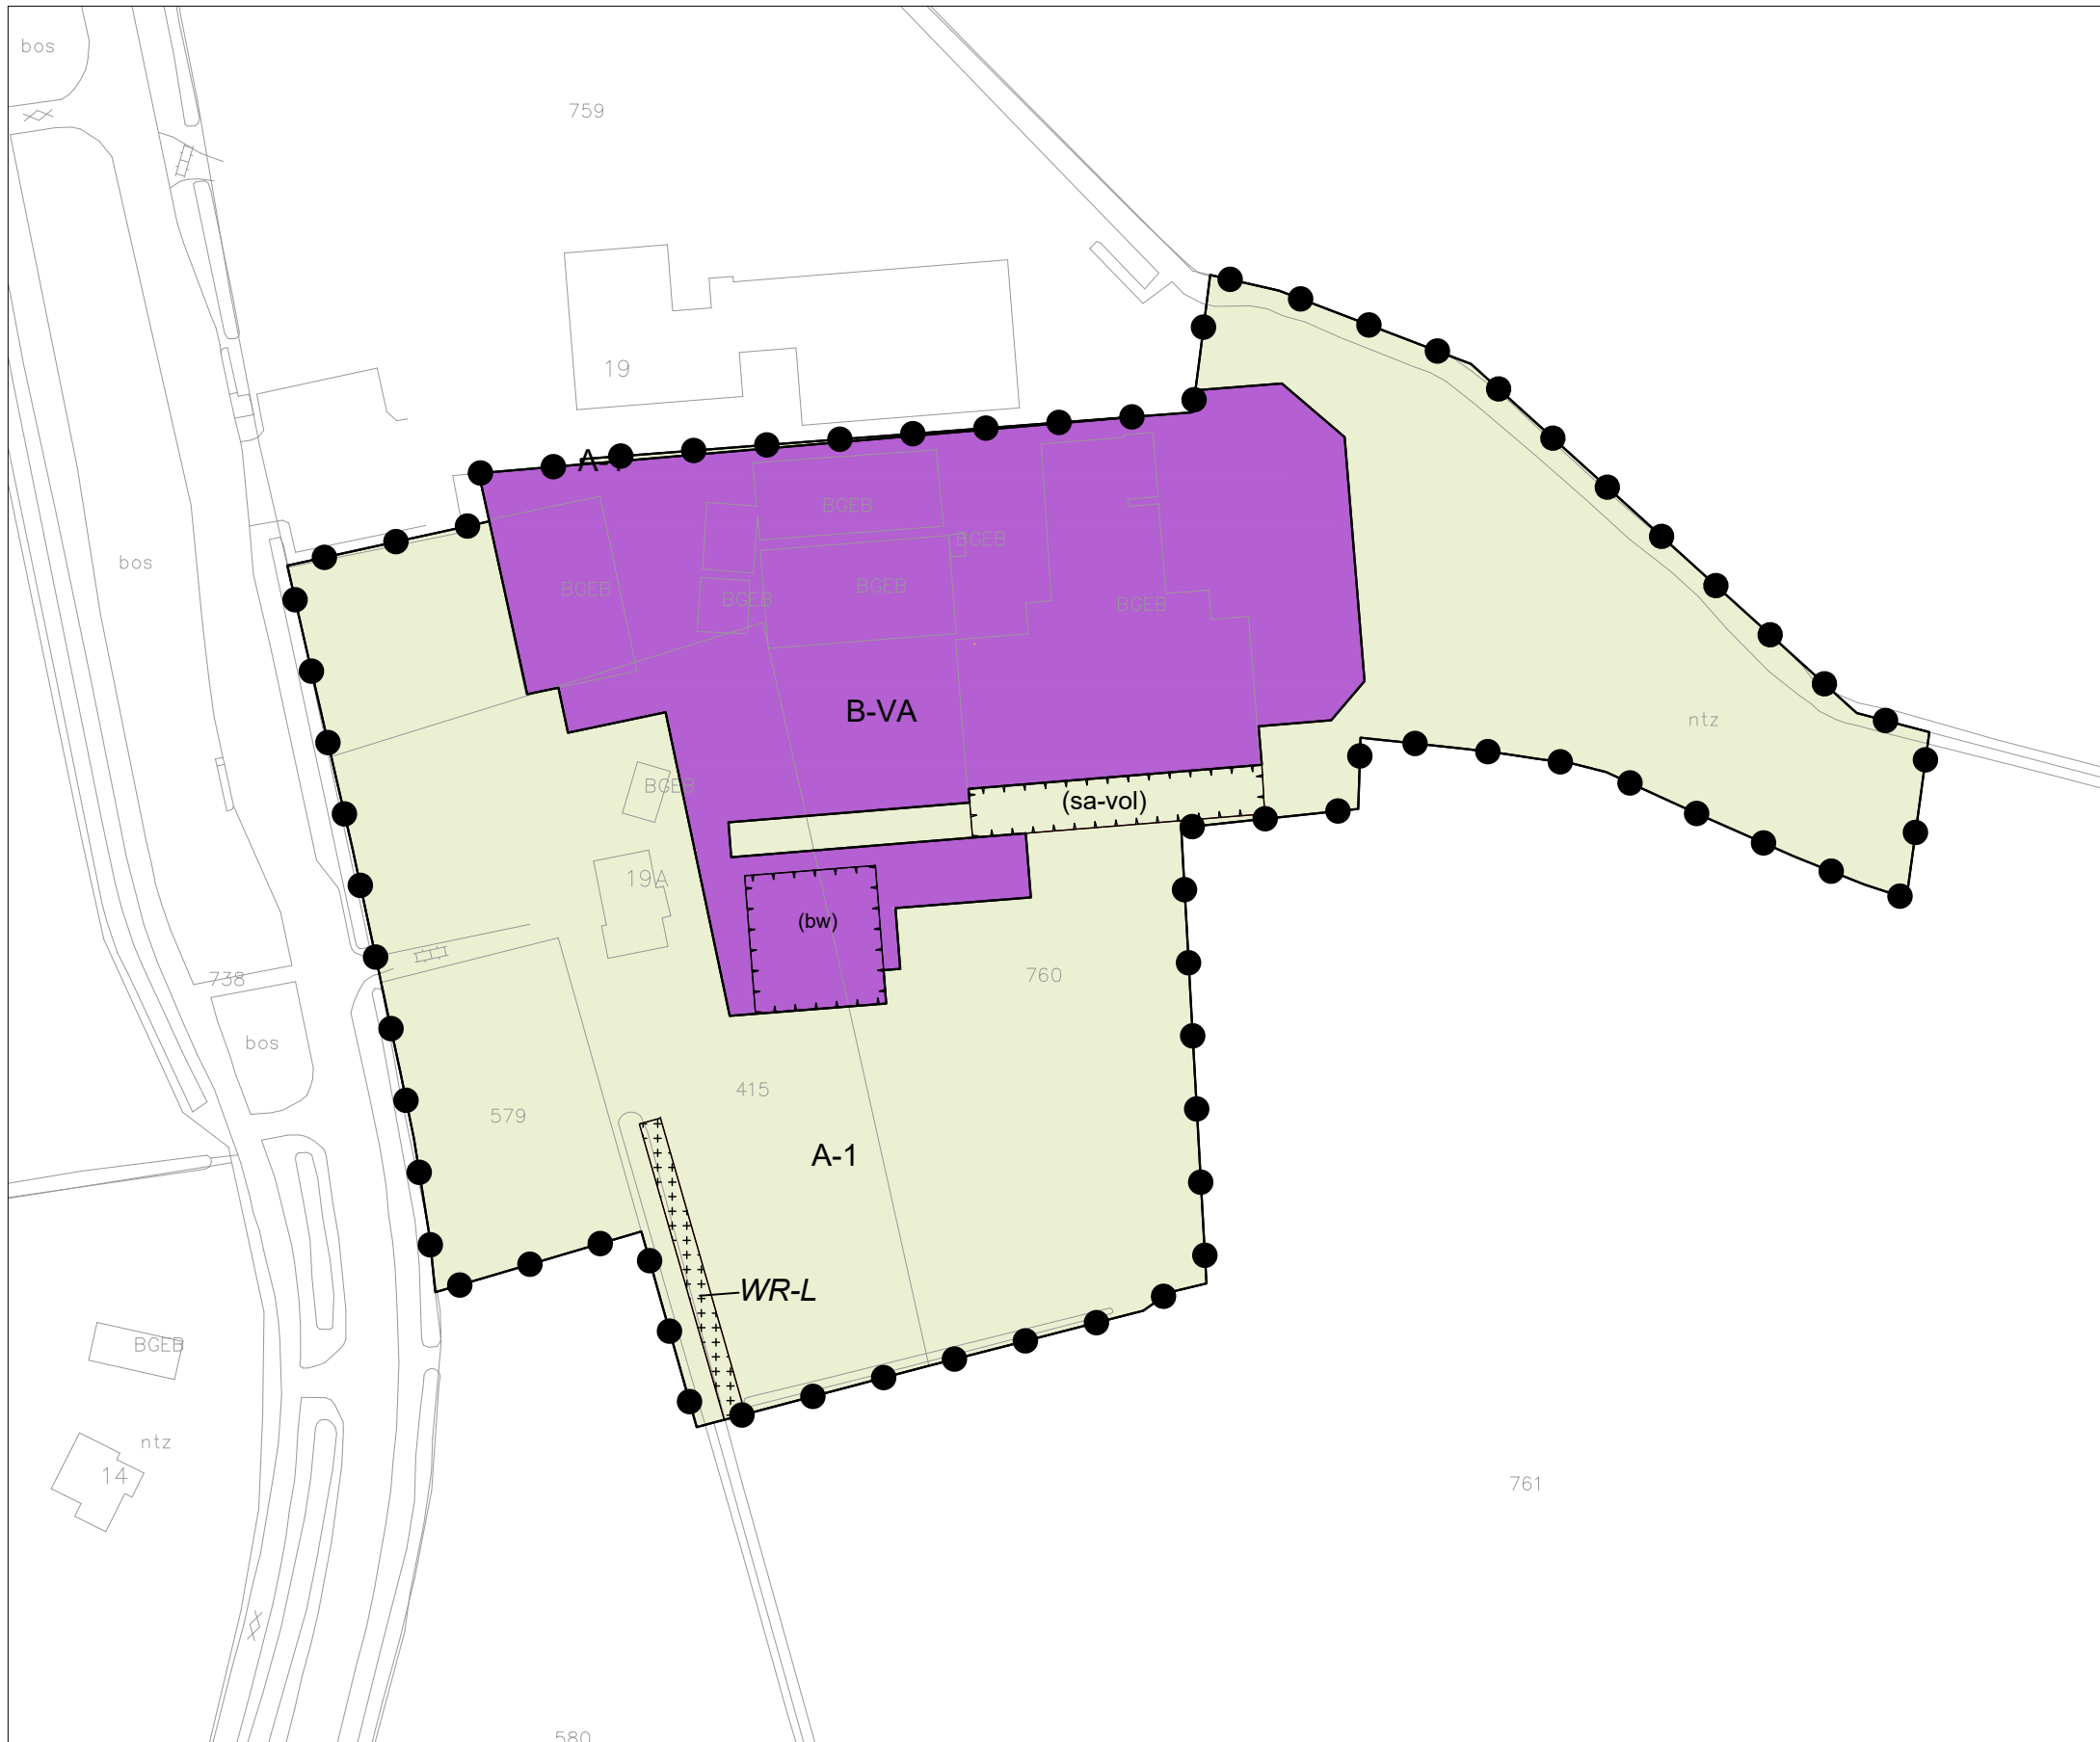 bos
759
19
A-1
BGEB
BGEB
BGEB
BGEB
BGEB
BGEB
bos
B-VA
ntz
BGEB
(sa-vol)
19A
(bw)
738
760
bos
415
579
A-1
WR-L
BGEB
ntz
14
761
580